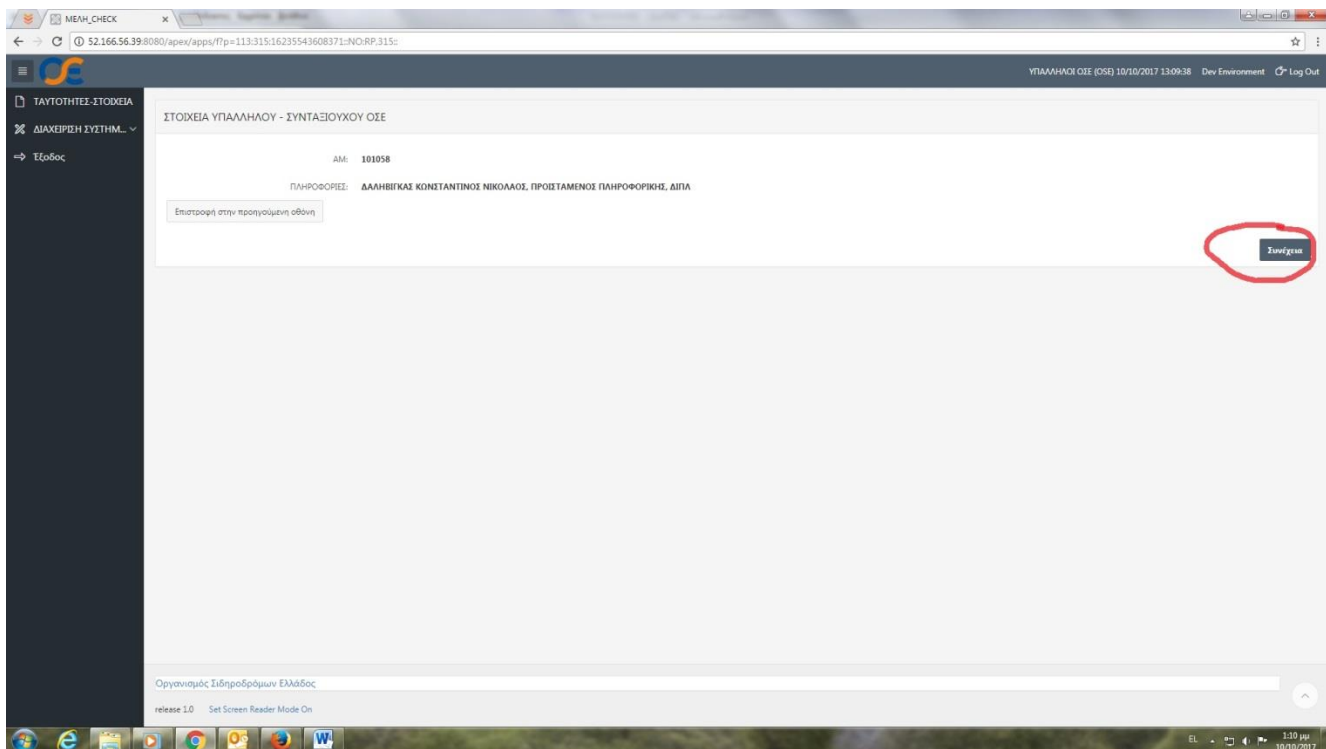 ΜΕΛΗ_CHECK
52.166.56.39:8080/apex/apps/f?p=113:315:16235543608371::NO:RP.315::
ΥΠΑΛΛΗΛΟΙ ΟΣΕ (OSE) 10/10/2017 13:09:38 Dev Environment Log Out
ΤΑΥΤΟΤΗΤΕΣ-ΣΤΟΙΧΕΙΑ
ΔΙΑΧΕΙΡΙΣΗ ΣΥΣΤΗΜ...
Έξοδος
ΣΤΟΙΧΕΙΑ ΥΠΑΛΛΗΛΟΥ - ΣΥΝΤΑΞΙΟΥΧΟΥ ΟΣΕ
ΑΜ: 101058
ΠΛΗΡΟΦΟΡΙΕΣ: ΔΑΛΗΒΙΓΚΑΣ ΚΩΝΣΤΑΝΤΙΝΟΣ ΝΙΚΟΛΑΟΣ, ΠΡΟΙΣΤΑΜΕΝΟΣ ΠΛΗΡΟΦΟΡΙΚΗΣ, ΔΙΠΛ
Επιστροφή στην προηγούμενη οθόνη
Συνέχεια
Οργανισμός Σιδηροδρόμων Ελλάδος
release 1.0 Set Screen Reader Mode On
EL 1:10 μμ
10/10/2017